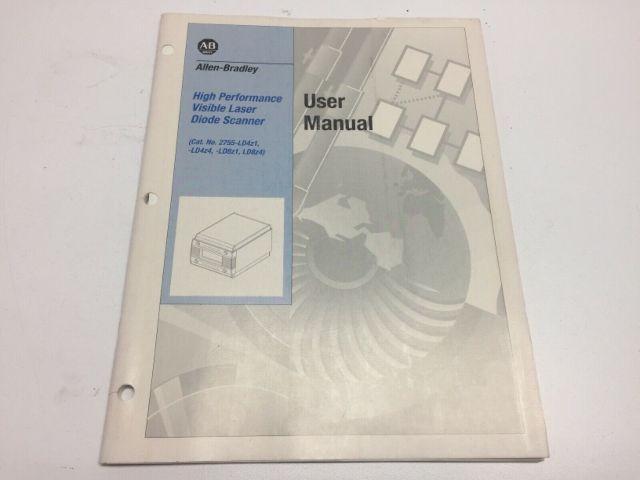 AB
Allen-Bradley
High Performance
Visible Laser
Diode Scanner
(Cat. No. 2755-LD4z1,
-LD4z4, -LD8z1, LD8z4)
User
Manual